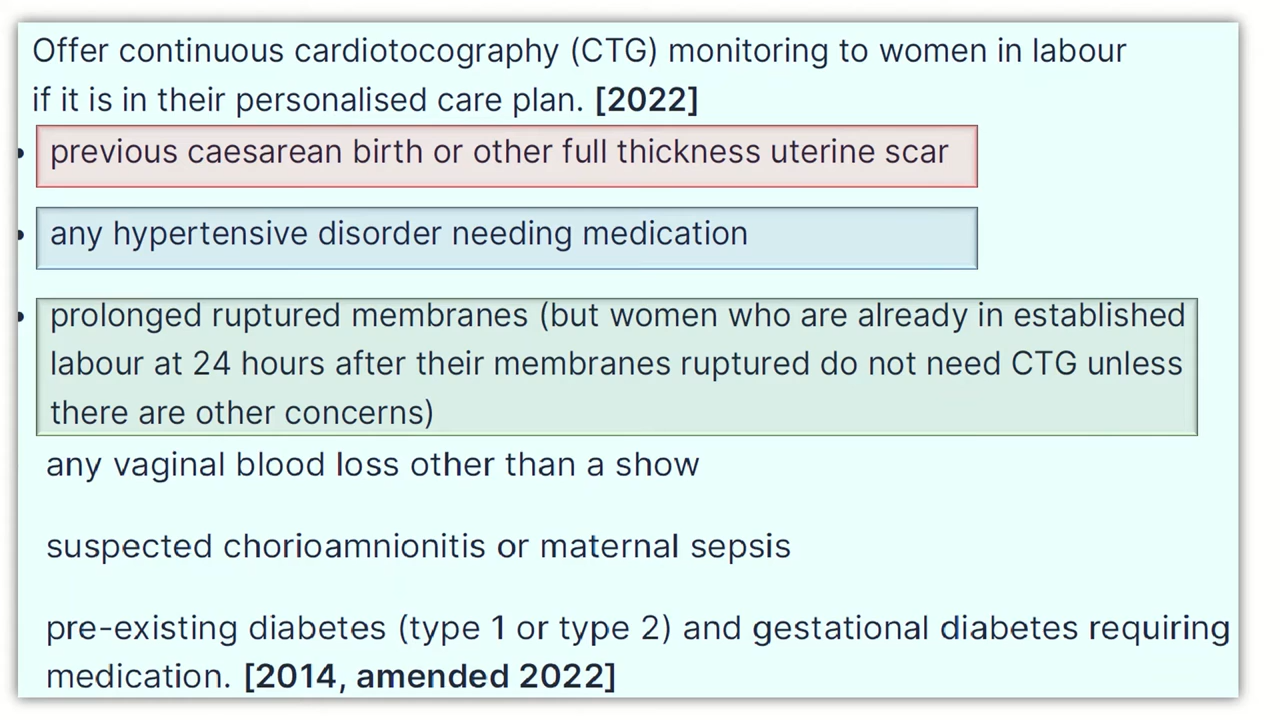 Offer continuous cardiotocography (CTG) monitoring to women in labour
if it is in their personalised care plan. [2022]
• previous caesarean birth or other full thickness uterine scar
• any hypertensive disorder needing medication
• prolonged ruptured membranes (but women who are already in established
labour at 24 hours after their membranes ruptured do not need CTG unless
there are other concerns)
any vaginal blood loss other than a show
suspected chorioamnionitis or maternal sepsis
pre-existing diabetes (type 1 or type 2) and gestational diabetes requiring
medication. [2014, amended 2022]